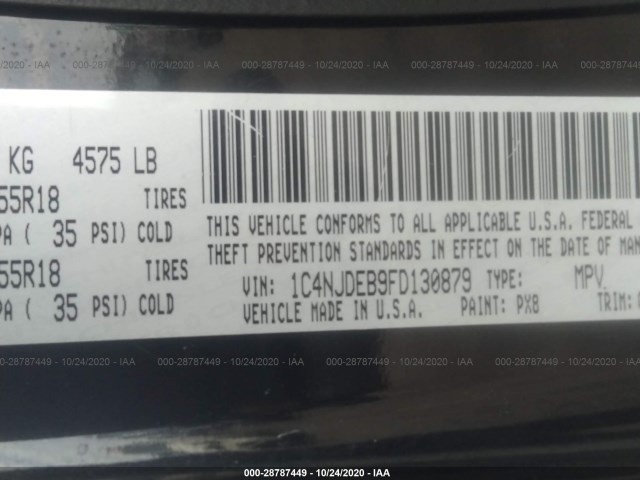 000-28787449 - 10/24/2020 - IAA
KG 4575 LB
55R18 TIRES
PA ( 35 PSI) COLD
55R18 TIRES
PA ( 35 PSI) COLD
THIS VEHICLE CONFORMS TO ALL APPLICABLE U.S.A. FEDERAL
THEFT PREVENTION STANDARDS IN EFFECT ON THE DATE OF MAN
VIN: 1C4NJDEB9FD130879 TYPE: MPV
VEHICLE MADE IN U.S.A. PAINT: PX8 TRIM:
000-28787449 - 10/24/2020 - IAA
000-28787449 - 10/24/2020 - IAA